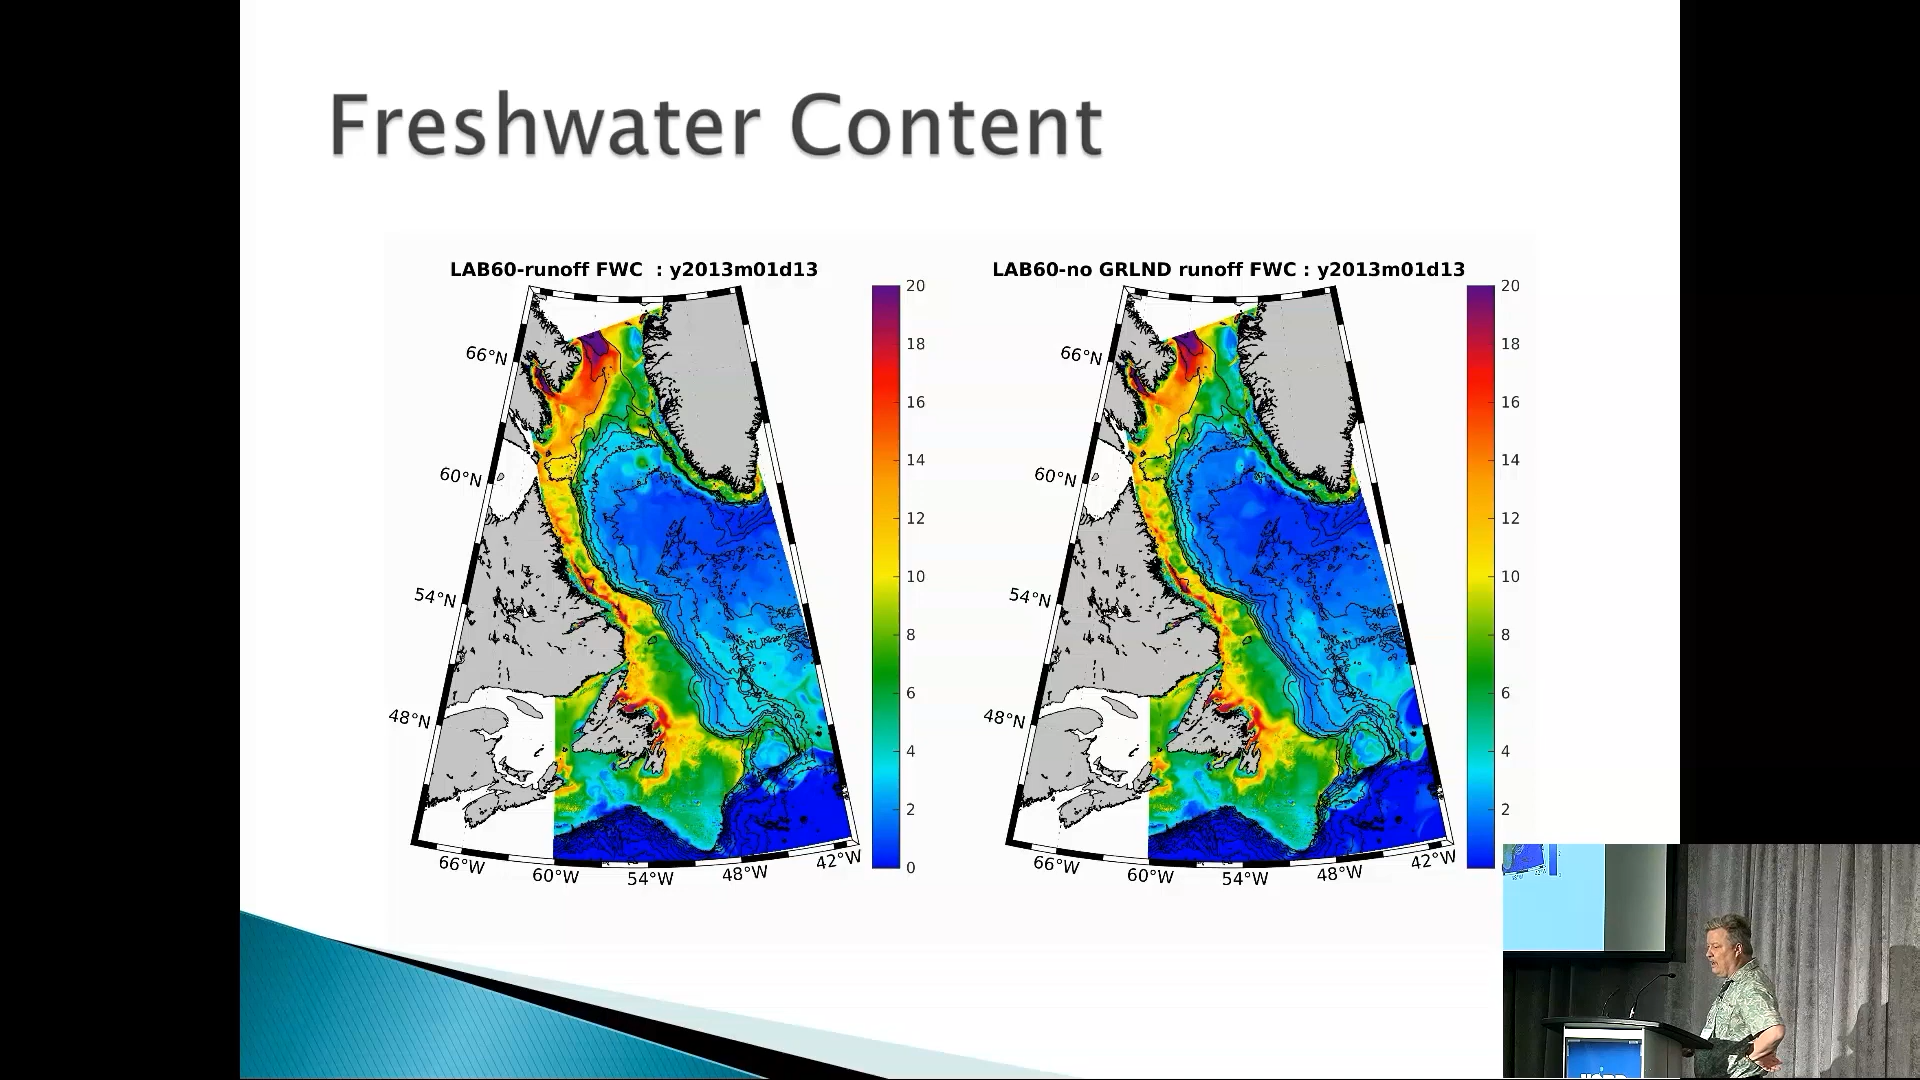 Freshwater Content
LAB60-runoff FWC : y2013m01d13
66°N
60°N
54°N
48°N
66°W
60°W
54°W
48°W
42°W
20
18
16
14
12
10
8
6
4
2
0
LAB60-no GRLND runoff FWC : y2013m01d13
66°N
60°N
54°N
48°N
66°W
60°W
54°W
48°W
42°W
20
18
16
14
12
10
8
6
4
2